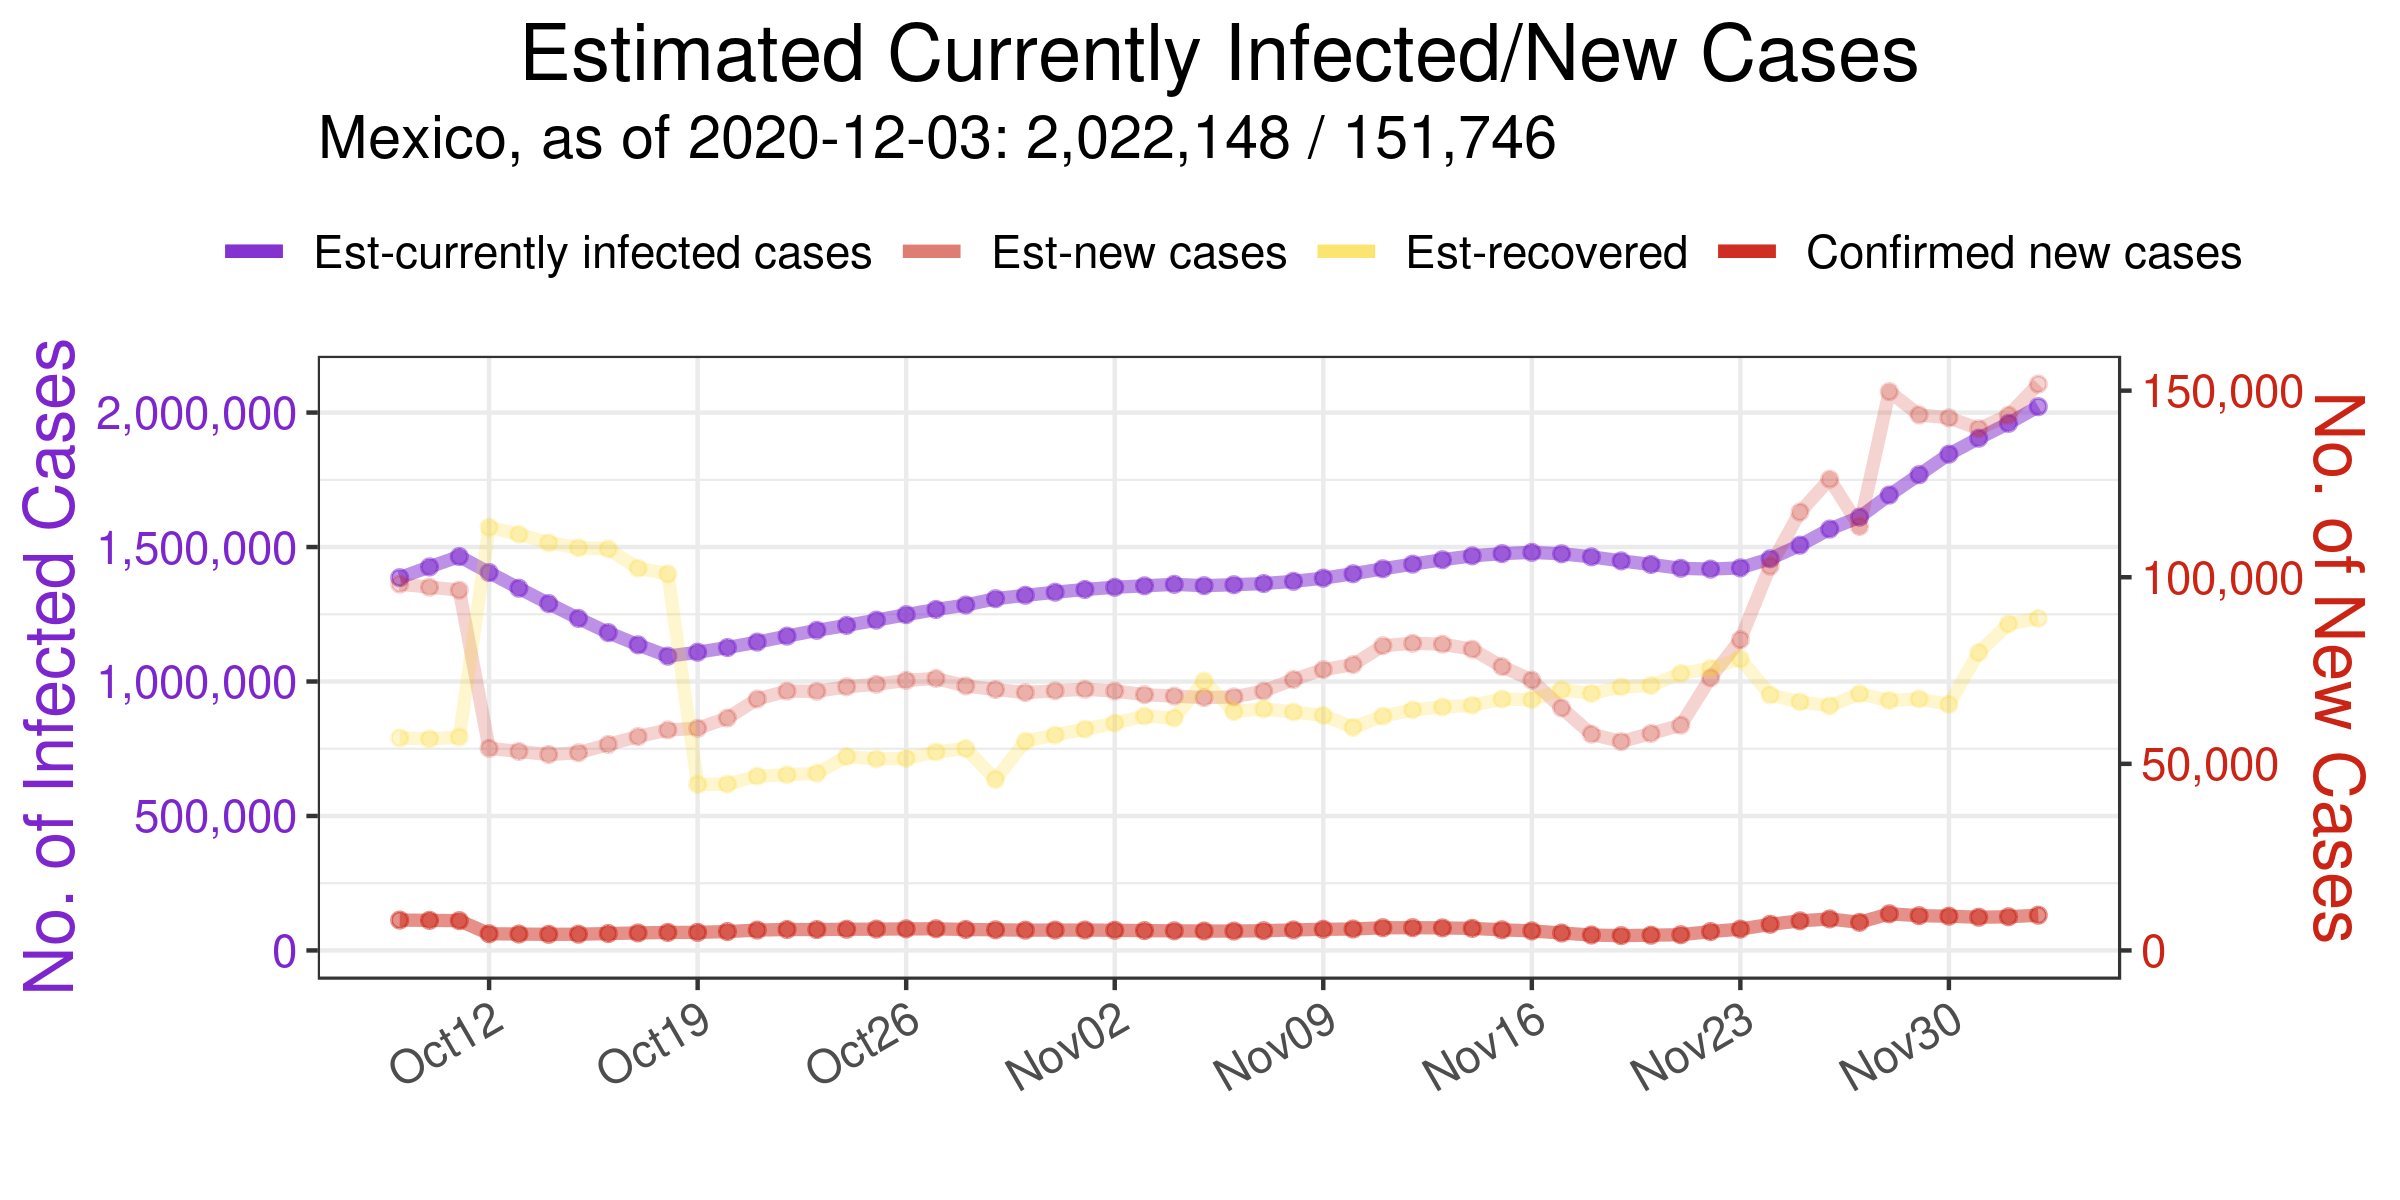 Estimated Currently Infected/New Cases
Mexico, as of 2020-12-03: 2,022,148 / 151,746
Est-currently infected cases Est-new cases Est-recovered Confirmed new cases
No. of Infected Cases
2,000,000
1,500,000
1,000,000
500,000
0
150,000
100,000
50,000
0
No. of New Cases
Oct12 Oct19 Oct26 Nov02 Nov09 Nov16 Nov23 Nov30